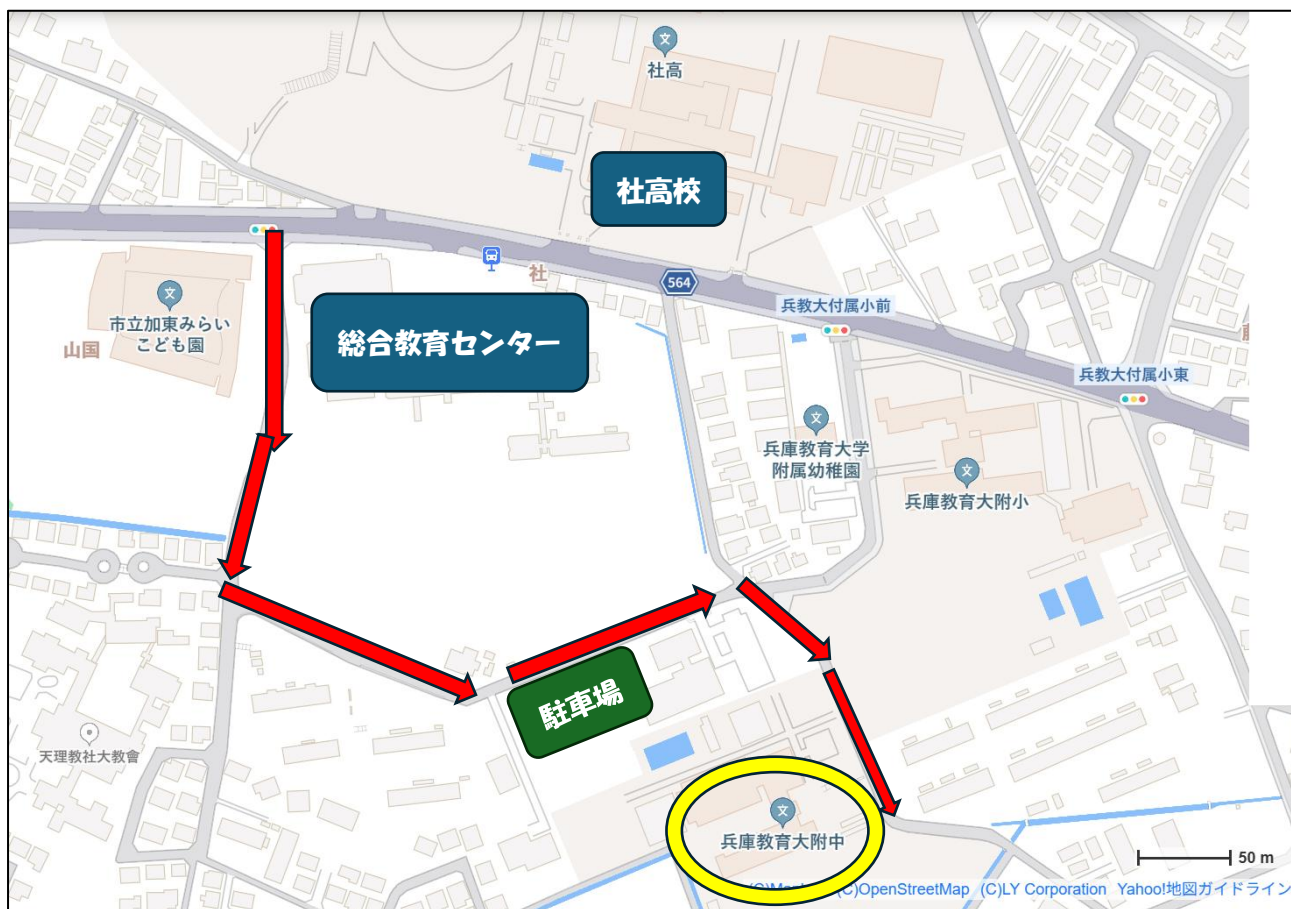 社高
社高校
社
564
兵教大付属小前
市立加東みらい
こども園
山国
総合教育センター
兵教大付属小東
兵庫教育大学
附属幼稚園
兵庫教育大附小
駐車場
天理教社大教會
兵庫教育大附中
50 m
(C)OpenStreetMap (C)LY Corporation Yahoo!地図ガイドライン